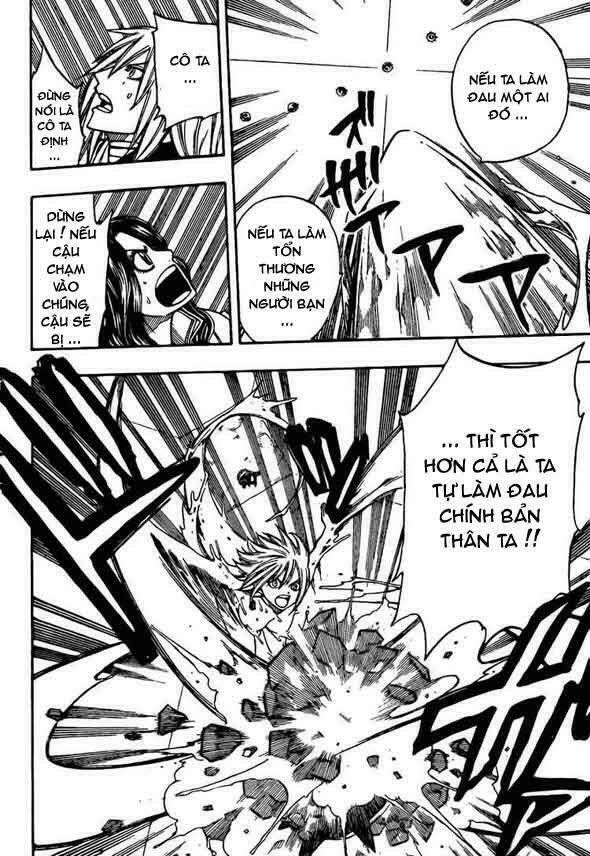 NẾU TA LÀM
ĐAU MỘT AI
ĐÓ ...
CÔ TA
...
ĐỪNG
NÓI LÀ
CÔ TA
ĐỊNH
...
NẾU TA LÀM
TỔN
THƯƠNG
NHỮNG
NGƯỜI BẠN
...
DỪNG
LẠI! NẾU
CẬU
CHẠM
VÀO
CHÚNG,
CẬU SẼ
BỊ ...
... THÌ TỐT
HƠN CẢ LÀ TA
TỰ LÀM ĐAU
CHÍNH BẢN
THÂN TA !!